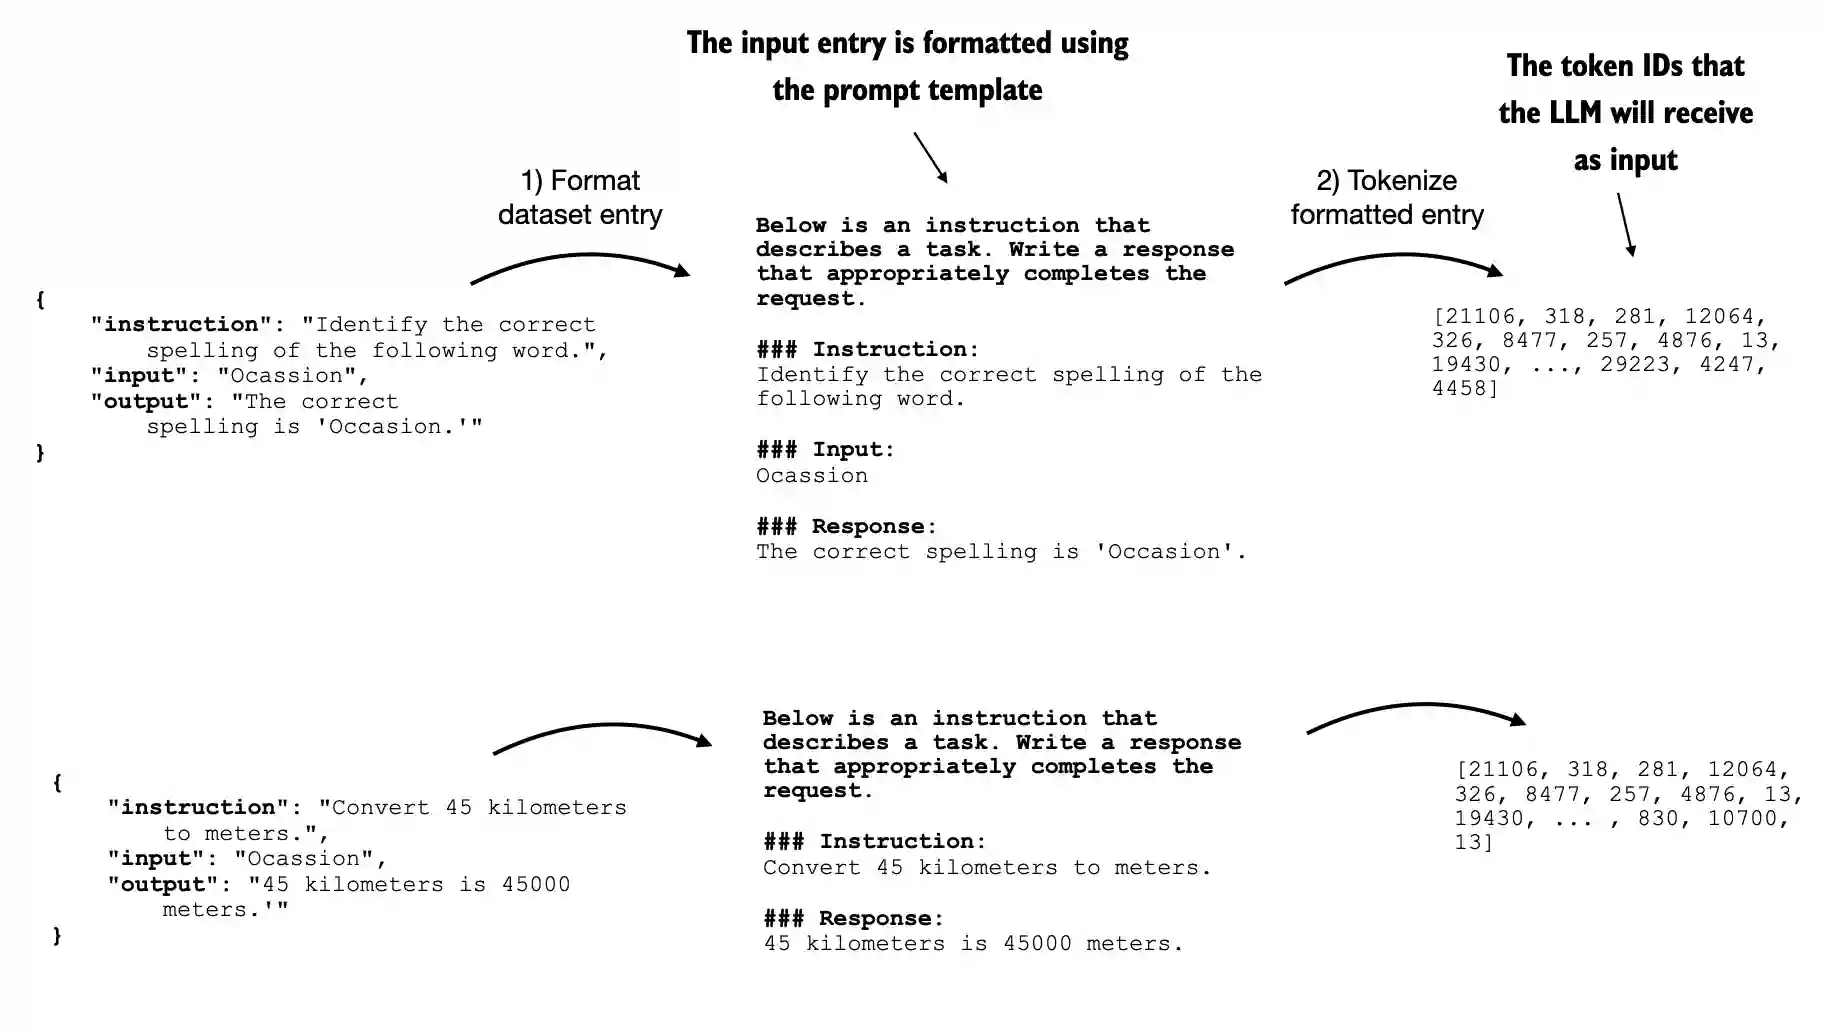 The input entry is formatted using
the prompt template
The token IDs that
the LLM will receive
as input
1) Format
dataset entry
2) Tokenize
formatted entry
{
"instruction": "Identify the correct
spelling of the following word.",
"input": "Ocassion",
"output": "The correct
spelling is 'Occasion.'"
}
Below is an instruction that
describes a task. Write a response
that appropriately completes the
request.
### Instruction:
Identify the correct spelling of the
following word.
### Input:
Ocassion
### Response:
The correct spelling is 'Occasion'.
[21106, 318, 281, 12064,
326, 8477, 257, 4876, 13,
19430, ..., 29223, 4247,
4458]
{
"instruction": "Convert 45 kilometers
to meters.",
"input": "Ocassion",
"output": "45 kilometers is 45000
meters.'"
}
Below is an instruction that
describes a task. Write a response
that appropriately completes the
request.
### Instruction:
Convert 45 kilometers to meters.
### Response:
45 kilometers is 45000 meters.
[21106, 318, 281, 12064,
326, 8477, 257, 4876, 13,
19430, ... , 830, 10700,
13]